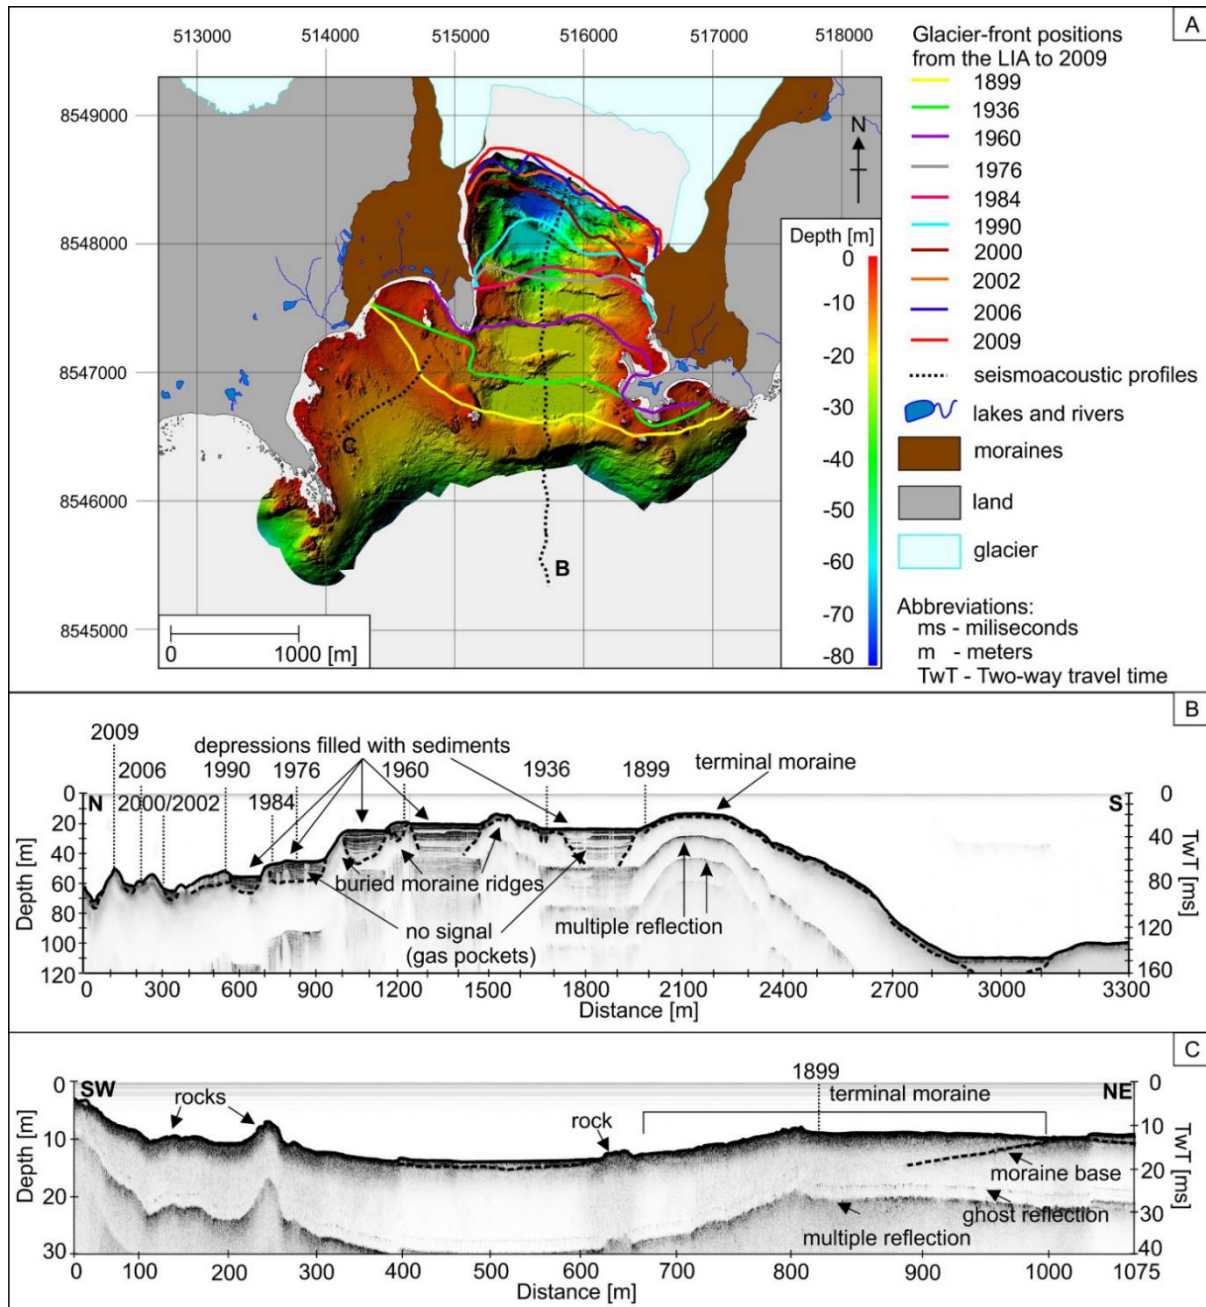 A
513000 514000 515000 516000 517000 518000
8549000
8548000
8547000
8546000
8545000
N
C
B
0 1000 [m]
Depth [m]
0
-10
-20
-30
-40
-50
-60
-70
-80
Glacier-front positions
from the LIA to 2009
1899
1936
1960
1976
1984
1990
2000
2002
2006
2009
seismoacoustic profiles
lakes and rivers
moraines
land
glacier
Abbreviations:
ms - miliseconds
m - meters
TwT - Two-way travel time
B
2009
depressions filled with sediments
terminal moraine
2006 1990 1976 1960 1936 1899
N 2000/2002 1984 S
buried moraine ridges
no signal
(gas pockets)
multiple reflection
Depth [m]
0
20
40
60
80
100
120
TwT [ms]
0
40
80
120
160
0 100 300 600 900 1200 1500 1800 2100 2400 2700 3000 3300
Distance [m]
C
SW 1899 NE
rocks
terminal moraine
rock
moraine base
ghost reflection
multiple reflection
Depth [m]
0
10
20
30
TwT [ms]
0
10
20
30
40
0 100 200 300 400 500 600 700 800 900 1000 1075
Distance [m]